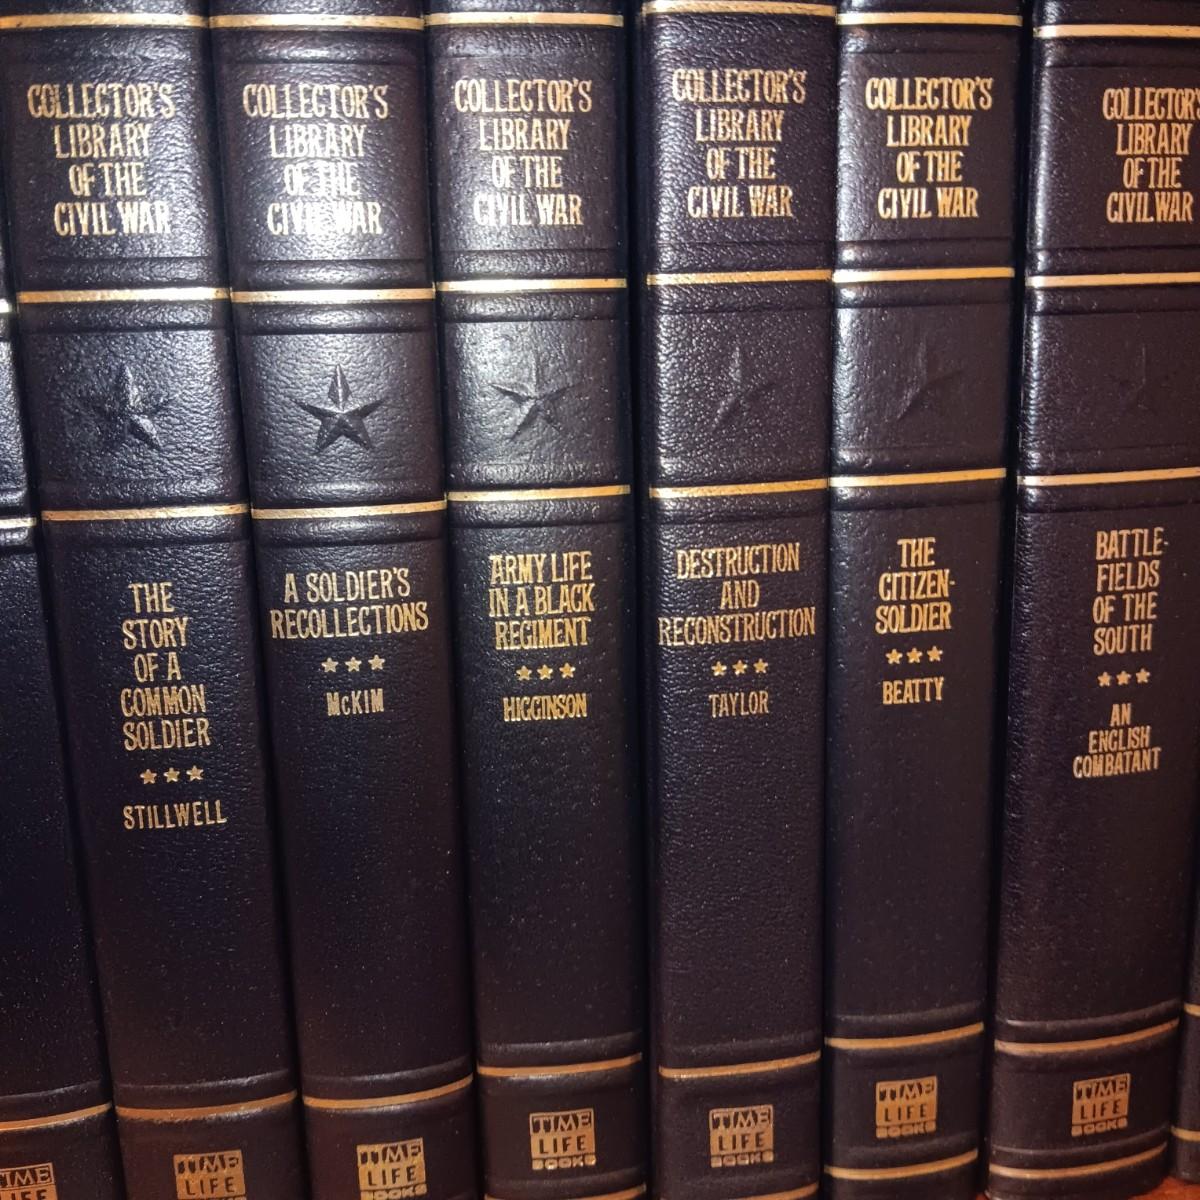 COLLECTOR'S
LIBRARY
OF THE
CIVIL WAR
THE
STORY
OF A
COMMON
SOLDIER
STILLWELL
TIME
LIFE
BOOKS
COLLECTOR'S
LIBRARY
OF THE
CIVIL WAR
A SOLDIER'S
RECOLLECTIONS
McKIM
TIME
LIFE
BOOKS
COLLECTOR'S
LIBRARY
OF THE
CIVIL WAR
ARMY LIFE
IN A BLACK
REGIMENT
HIGGINSON
TIME
LIFE
BOOKS
COLLECTOR'S
LIBRARY
OF THE
CIVIL WAR
DESTRUCTION
AND
RECONSTRUCTION
TAYLOR
TIME
LIFE
BOOKS
COLLECTOR'S
LIBRARY
OF THE
CIVIL WAR
THE
CITIZEN-
SOLDIER
BEATTY
TIME
LIFE
BOOKS
COLLECTOR'
LIBRARY
OF THE
CIVIL WAR
BATTLE-
FIELDS
OF THE
SOUTH
AN
ENGLISH
COMBATANT
TIME
LIFE
BOOKS
TIME
LIFE